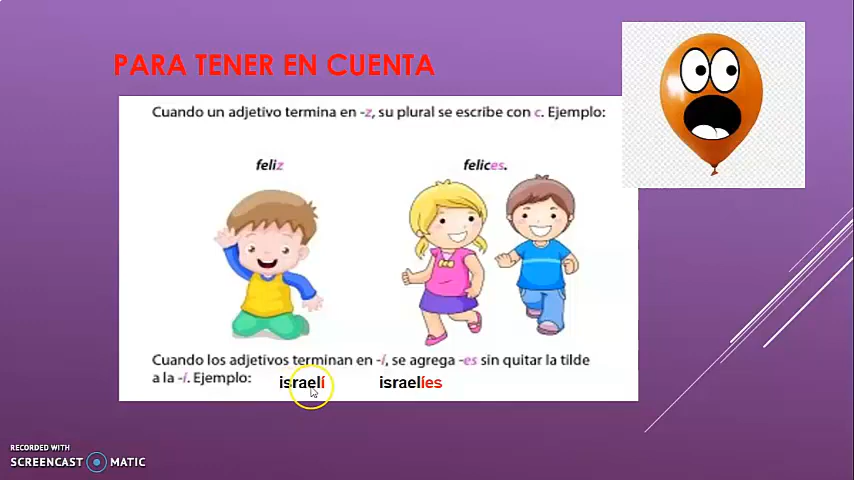 PARA TENER EN CUENTA
Cuando un adjetivo termina en -z, su plural se escribe con c. Ejemplo:
feliz felices.
Cuando los adjetivos terminan en -í, se agrega -es sin quitar la tilde
a la -í. Ejemplo: israelí israelíes
RECORDED WITH
SCREENCAST MATIC